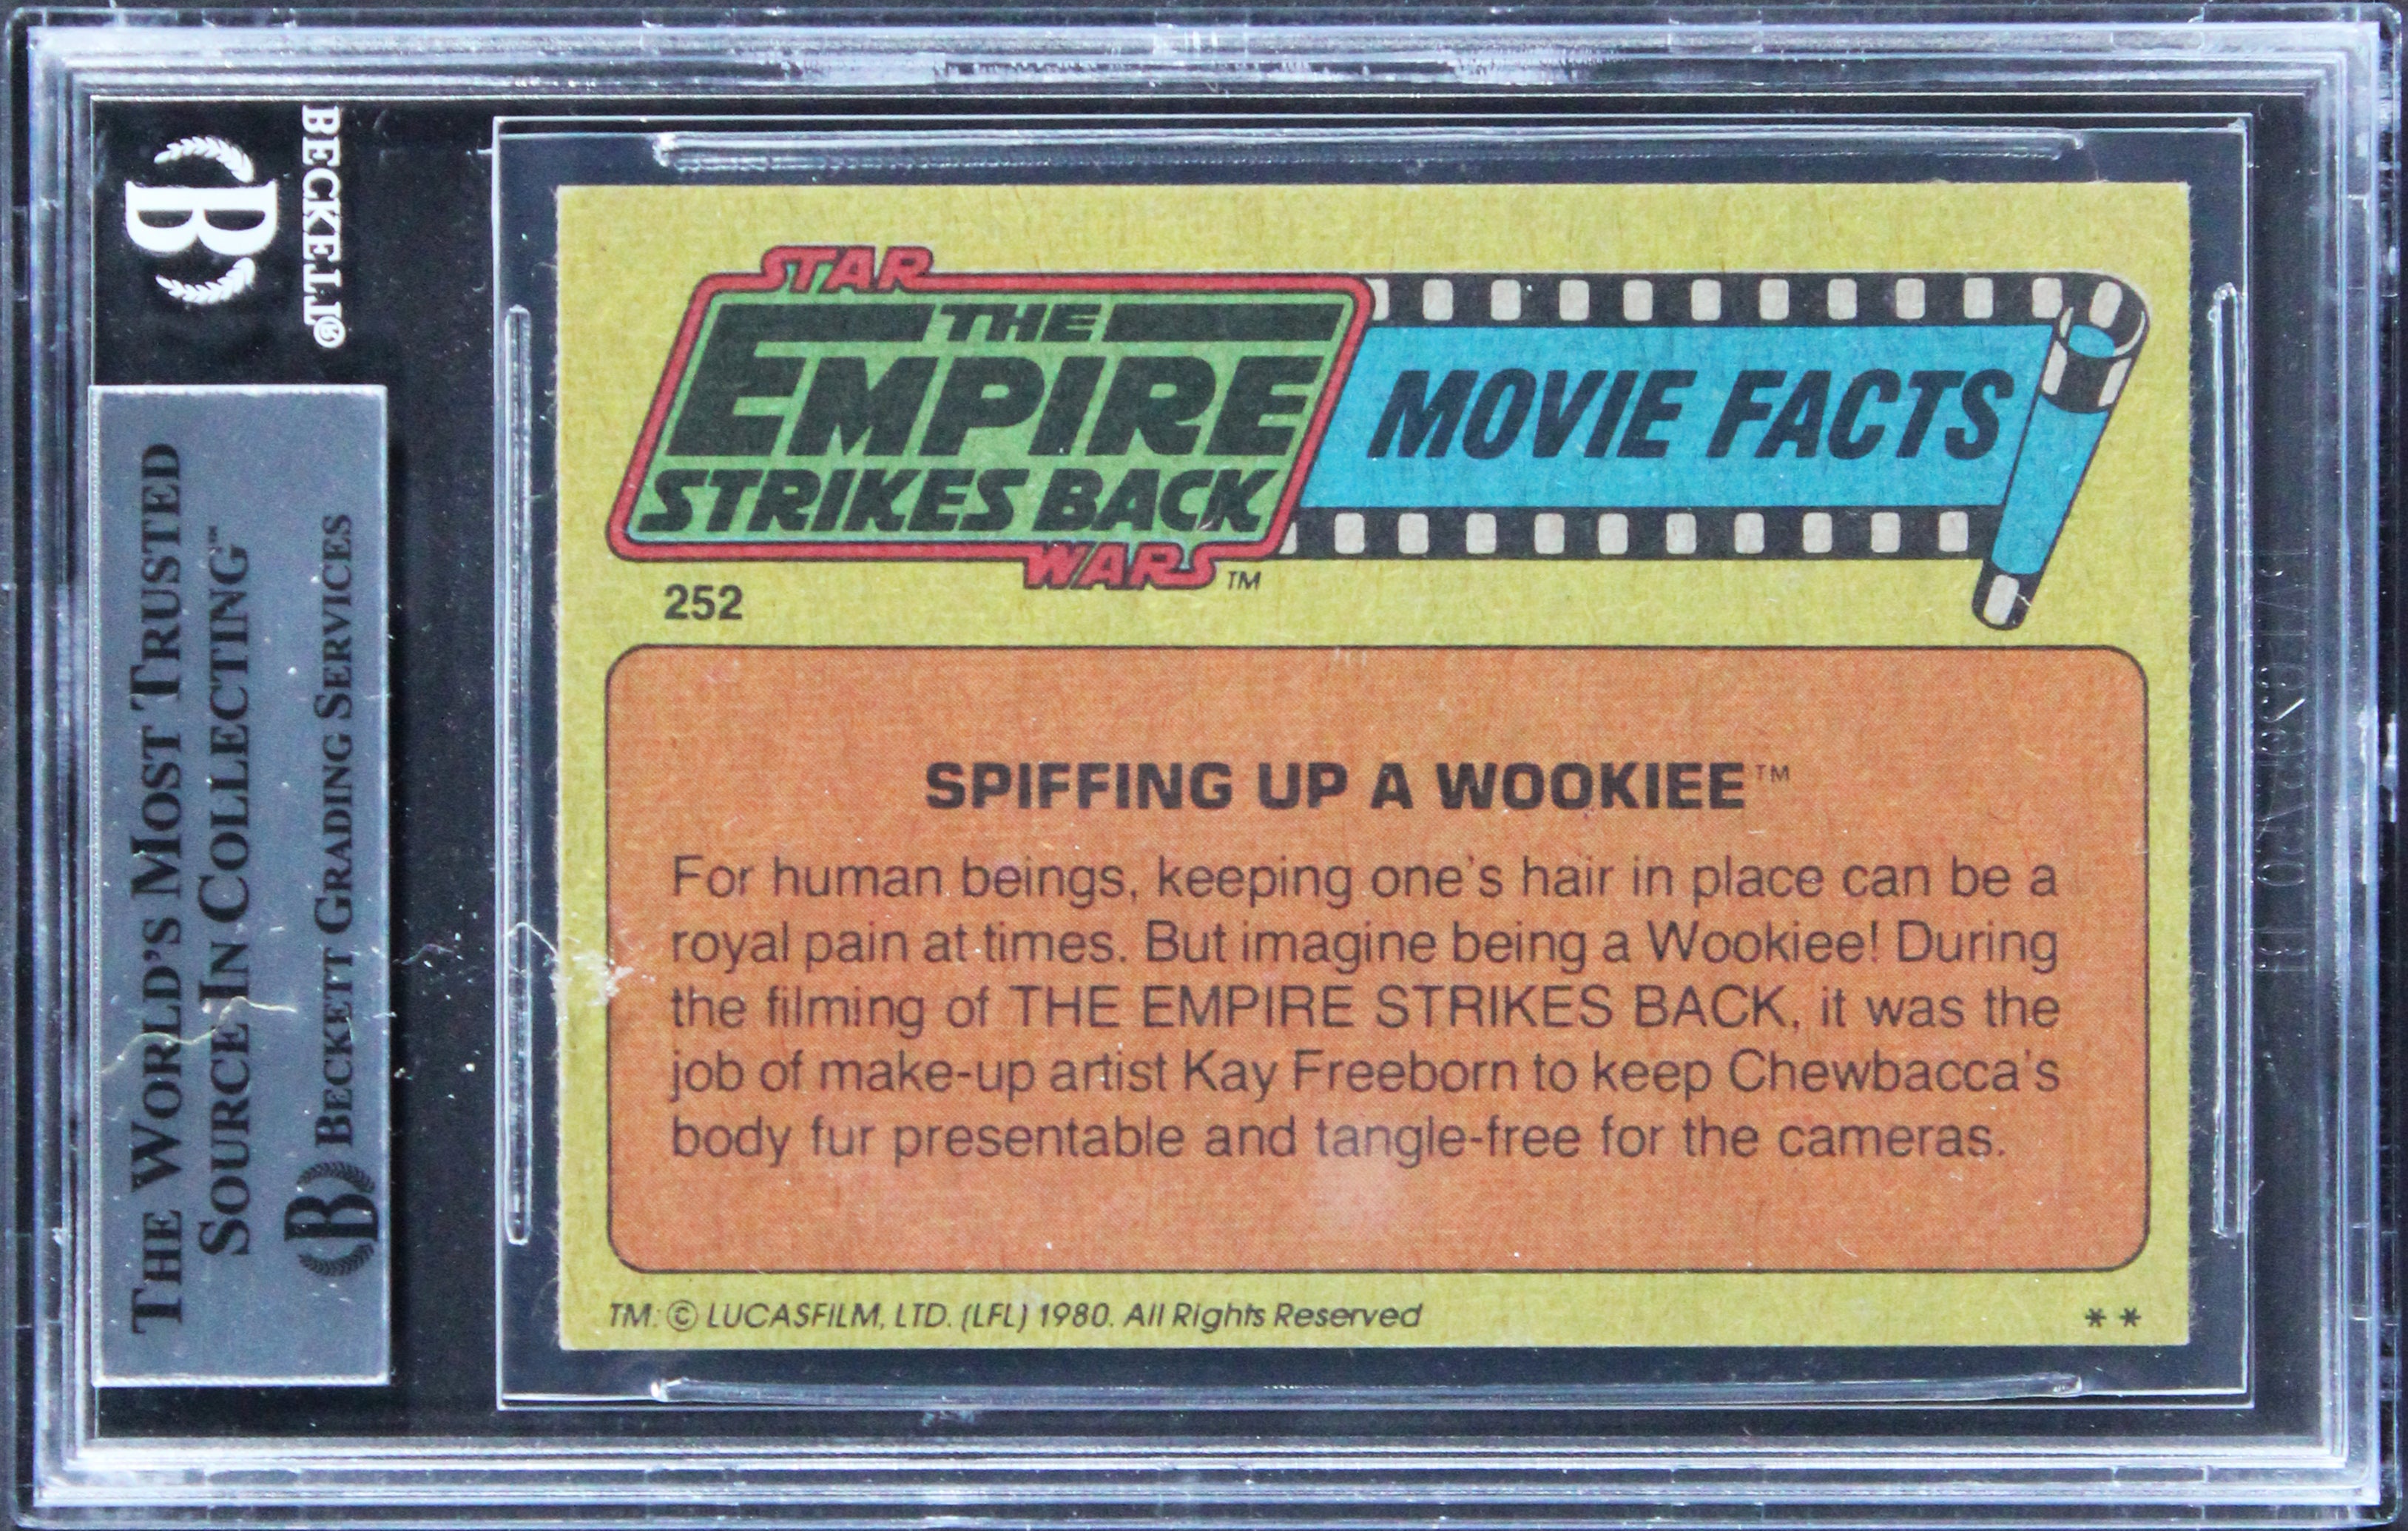 BECKETT®
B
THE WORLD'S MOST TRUSTED
SOURCE IN COLLECTING™
B BECKETT GRADING SERVICES
STAR
THE
EMPIRE
STRIKES BACK
WARS™
MOVIE FACTS
252
SPIFFING UP A WOOKIEE™
For human beings, keeping one's hair in place can be a
royal pain at times. But imagine being a Wookiee! During
the filming of THE EMPIRE STRIKES BACK, it was the
job of make-up artist Kay Freeborn to keep Chewbacca's
body fur presentable and tangle-free for the cameras.
TM: © LUCASFILM, LTD. (LFL) 1980. All Rights Reserved
* *